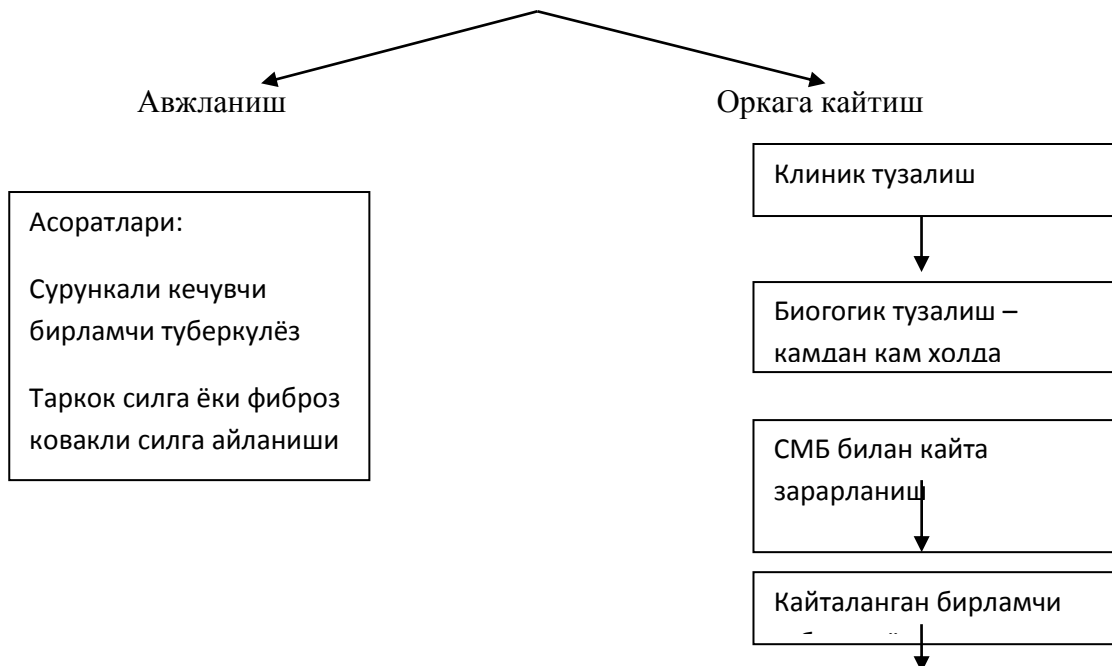 Авжланиш
Оркага кайтиш
Клиник тузалиш
Асоратлари:
Сурункали кечувчи
бирламчи туберкулёз
Таркок силга ёки фиброз
ковакли силга айланиши
Биогогик тузалиш –
камдан кам холда
СМБ билан кайта
зарарланиш
Кайталанган бирламчи